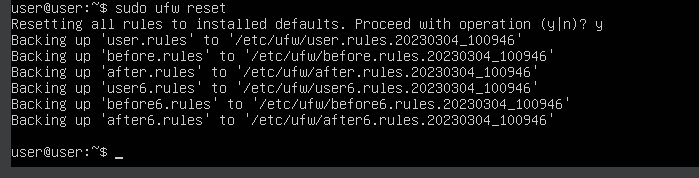 user@user:~$ sudo ufw reset
Resetting all rules to installed defaults. Proceed with operation (y|n)? y
Backing up 'user.rules' to '/etc/ufw/user.rules.20230304_100946'
Backing up 'before.rules' to '/etc/ufw/before.rules.20230304_100946'
Backing up 'after.rules' to '/etc/ufw/after.rules.20230304_100946'
Backing up 'user6.rules' to '/etc/ufw/user6.rules.20230304_100946'
Backing up 'before6.rules' to '/etc/ufw/before6.rules.20230304_100946'
Backing up 'after6.rules' to '/etc/ufw/after6.rules.20230304_100946'
user@user:~$ _